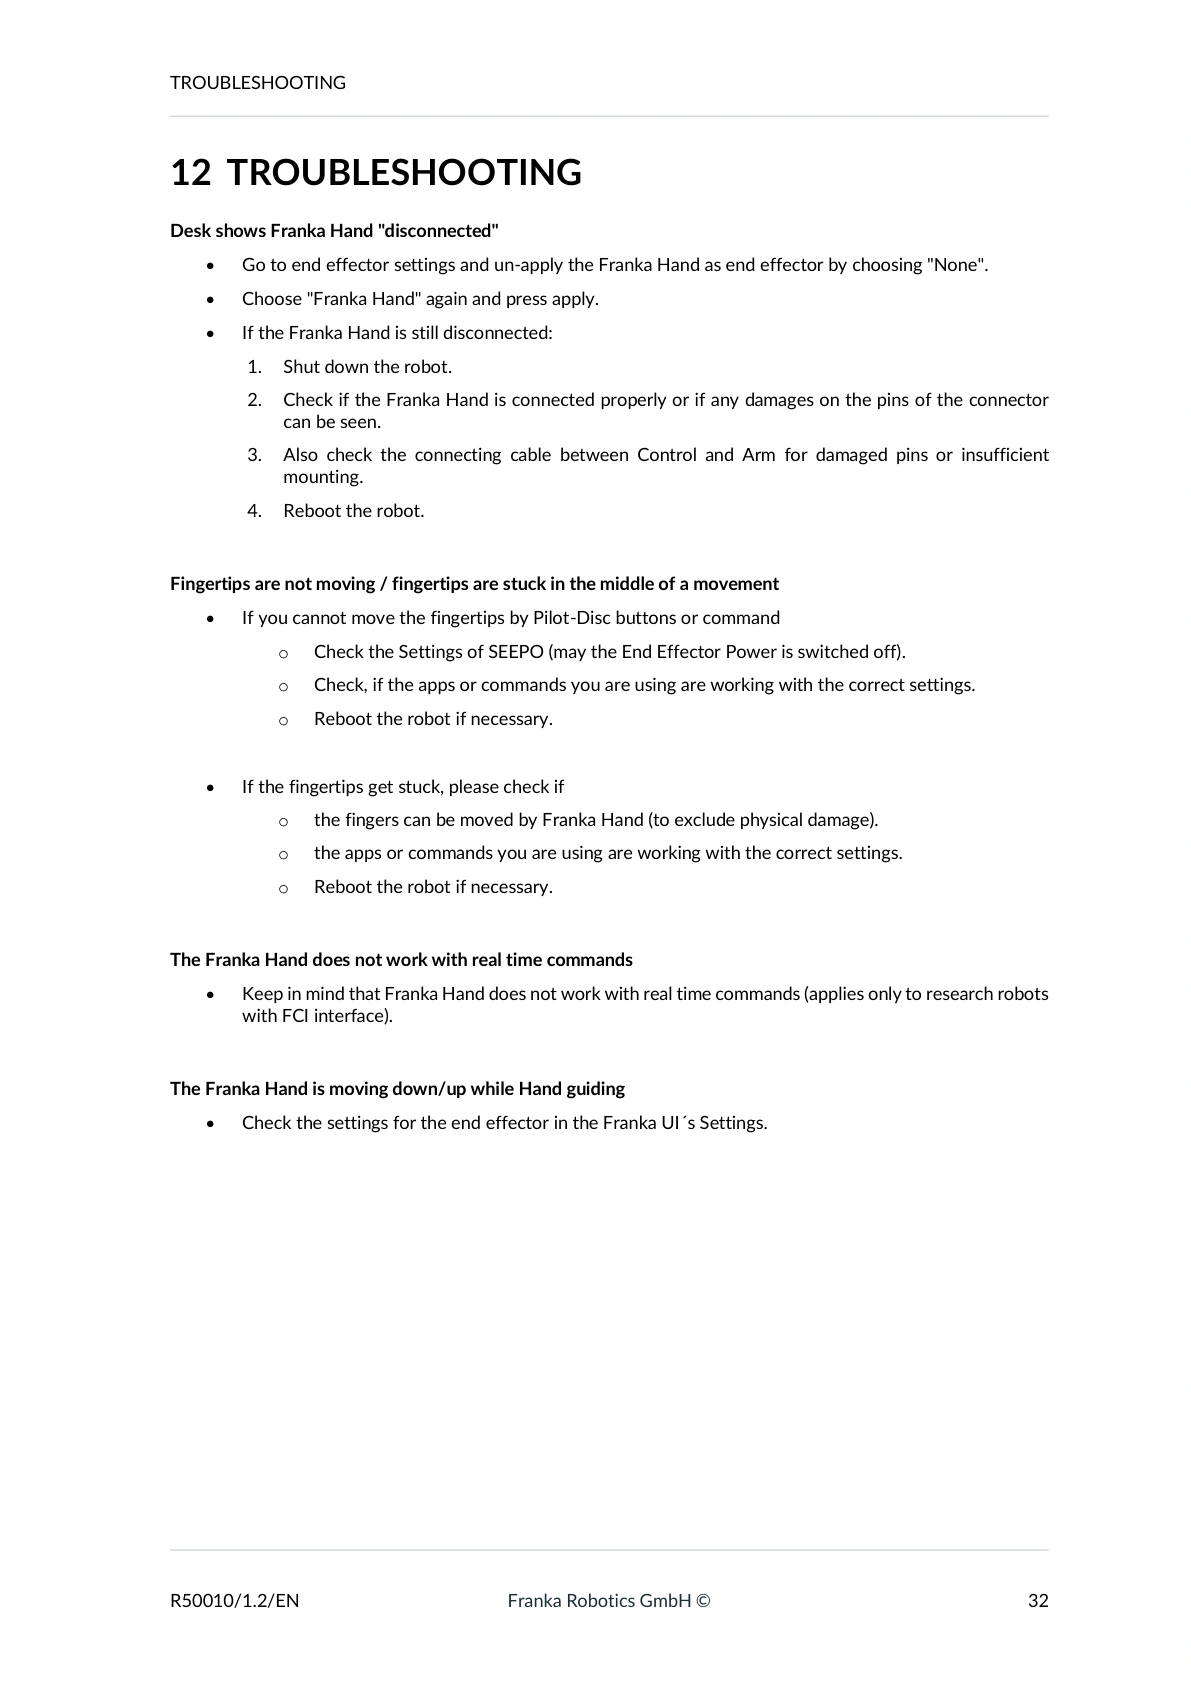 TROUBLESHOOTING
12 TROUBLESHOOTING
Desk shows Franka Hand "disconnected"
• Go to end effector settings and un-apply the Franka Hand as end effector by choosing "None".
• Choose "Franka Hand" again and press apply.
• If the Franka Hand is still disconnected:
1. Shut down the robot.
2. Check if the Franka Hand is connected properly or if any damages on the pins of the connector
can be seen.
3. Also check the connecting cable between Control and Arm for damaged pins or insufficient
mounting.
4. Reboot the robot.
Fingertips are not moving / fingertips are stuck in the middle of a movement
• If you cannot move the fingertips by Pilot-Disc buttons or command
o Check the Settings of SEEPO (may the End Effector Power is switched off).
o Check, if the apps or commands you are using are working with the correct settings.
o Reboot the robot if necessary.
• If the fingertips get stuck, please check if
o the fingers can be moved by Franka Hand (to exclude physical damage).
o the apps or commands you are using are working with the correct settings.
o Reboot the robot if necessary.
The Franka Hand does not work with real time commands
• Keep in mind that Franka Hand does not work with real time commands (applies only to research robots
with FCI interface).
The Franka Hand is moving down/up while Hand guiding
• Check the settings for the end effector in the Franka UI´s Settings.
R50010/1.2/EN Franka Robotics GmbH © 32